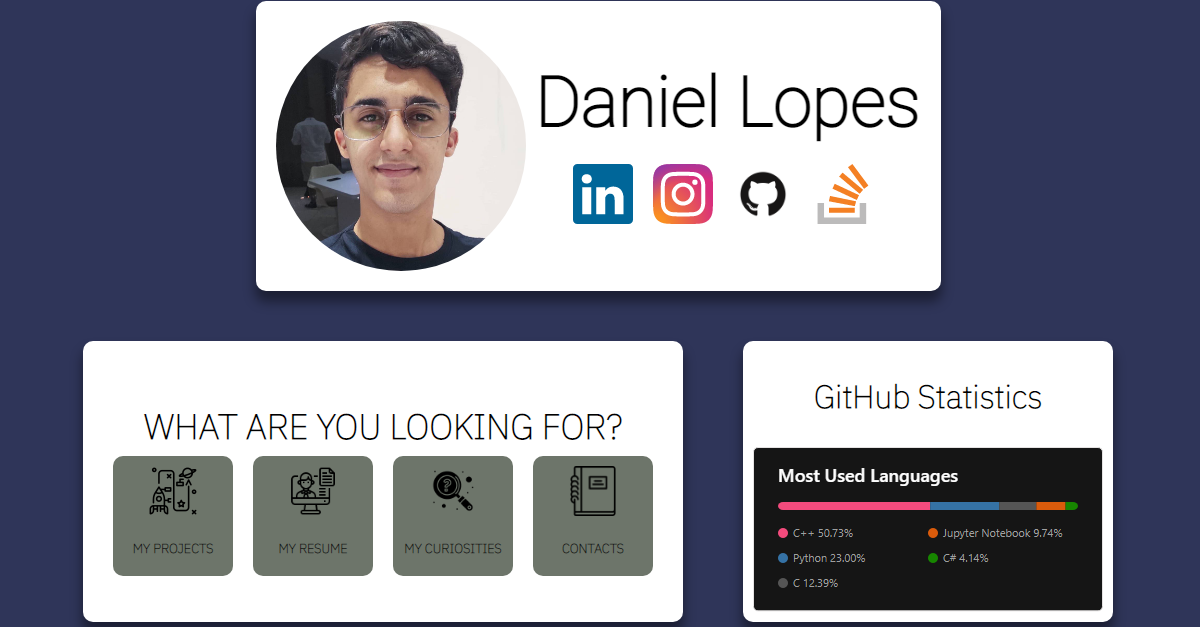 Daniel Lopes
in
WHAT ARE YOU LOOKING FOR?
MY PROJECTS
MY RESUME
MY CURIOSITIES
CONTACTS
GitHub Statistics
Most Used Languages
C++ 50.73%
Jupyter Notebook 9.74%
Python 23.00%
C# 4.14%
C 12.39%